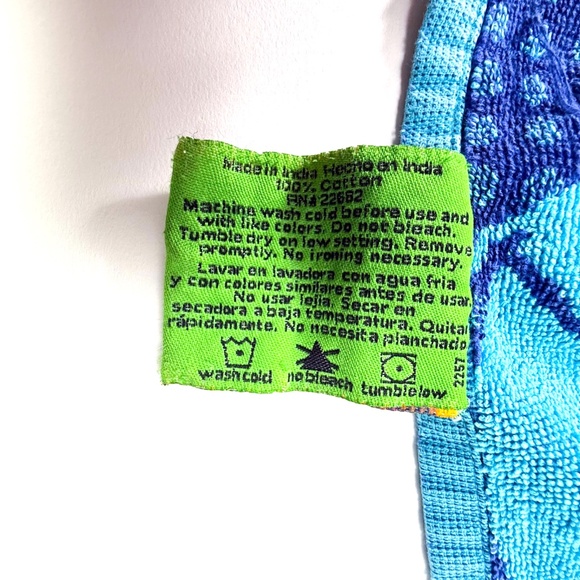 Made in India Hecho en India
100% Cotton
RN# 22662
Machine wash cold before use and
with like colors. Do not bleach.
Tumble dry on low setting. Remove
promptly. No ironing necessary.
Lavar en lavadora con agua fria
y con colores similares antes de usar.
No usar lejia. Secar en
secadora a baja temperatura. Quitar
rápidamente. No necesita planchado
wash cold no bleach tumble low
2257